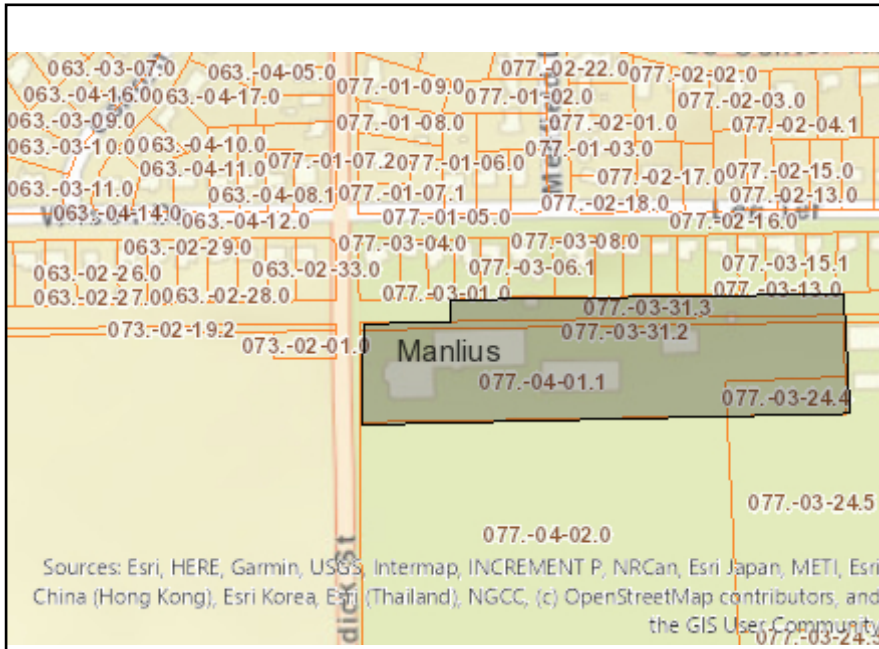 063.-03-07.0 063.-04-05.0 077.-01-09.0 077.-02-22.0 077.-02-02.0
063.-04-16.0 063.-04-17.0 077.-01-02.0 077.-02-03.0
063.-03-09.0 077.-01-08.0 077.-02-01.0 077.-02-04.1
063.-03-10.0 063.-04-10.0 077.-01-03.0
063.-04-11.0 077.-01-07.2 077.-01-06.0 077.-02-17.0 077.-02-15.0
063.-03-11.0 063.-04-08.1 077.-01-07.1 077.-02-18.0 077.-02-13.0
063.-04-14.0 063.-04-12.0 077.-01-05.0 077.-02-16.0
063.-02-29.0 077.-03-04.0 077.-03-08.0
063.-02-26.0 063.-02-33.0 077.-03-06.1 077.-03-15.1
063.-02-27.0 063.-02-28.0 077.-03-01.0 077.-03-13.0
077.-03-31.3
073.-02-19.2 077.-03-31.2
073.-02-01.0 Manlius
077.-04-01.1 077.-03-24.4
077.-03-24.5
077.-04-02.0
dick St
Sources: Esri, HERE, Garmin, USGS, Intermap, INCREMENT P, NRCan, Esri Japan, METI, Esri
China (Hong Kong), Esri Korea, Esri (Thailand), NGCC, (c) OpenStreetMap contributors, and
the GIS User Community
077.-03-24.5